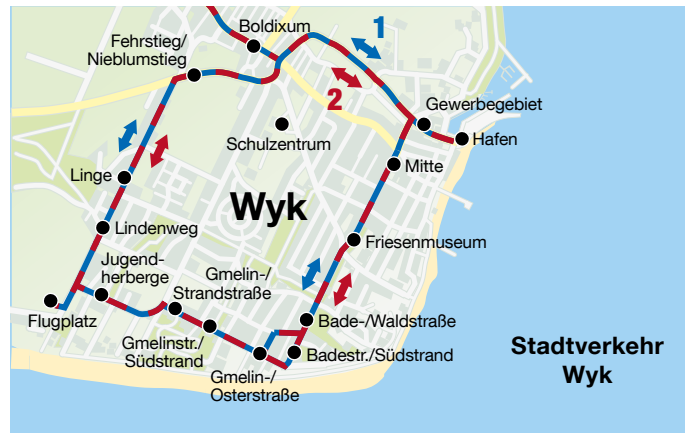 Boldixum
1
Fehrstieg/
Nieblumstieg
2
Gewerbegebiet
Hafen
Schulzentrum
Mitte
Linge
Wyk
Lindenweg
Friesenmuseum
Jugend-
herberge
Gmelin-/
Strandstraße
Flugplatz
Bade-/Waldstraße
Gmelinstr./
Südstrand
Badestr./Südstrand
Gmelin-/
Osterstraße
Stadtverkehr
Wyk